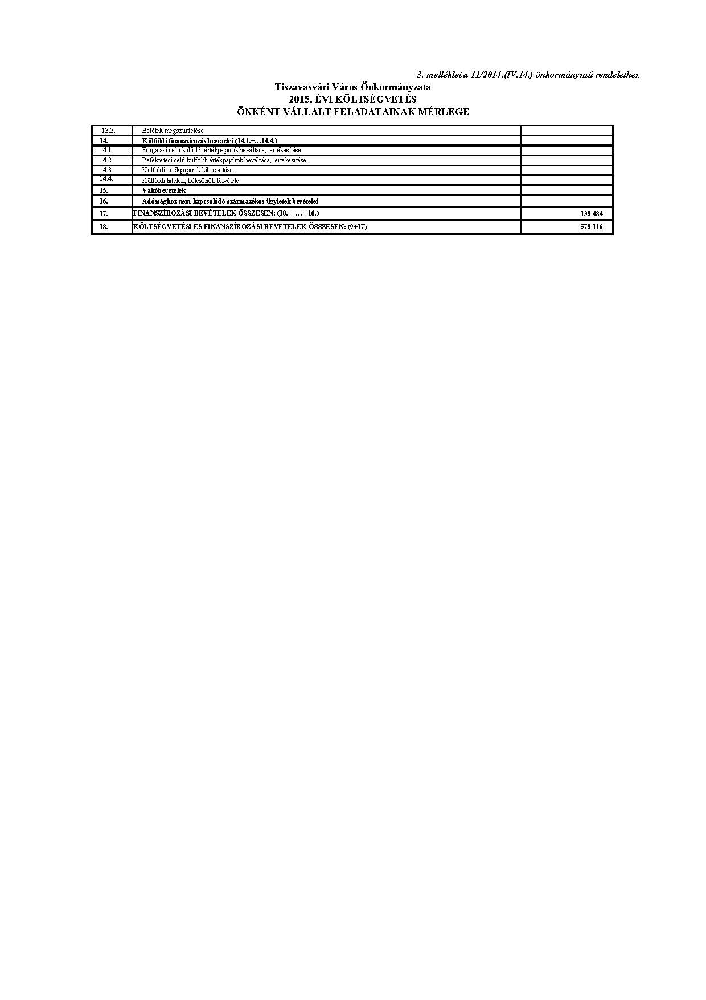 3. melléklet a 11/2014.(IV.14.) önkormányzati rendelethez
Tiszavasvári Város Önkormányzata
2015. ÉVI KÖLTSÉGVETÉS
ÖNKÉNT VÁLLALT FELADATAINAK MÉRLEGE
13.3. Betétek megszüntetése
14. Külföldi finanszírozás bevételei (14.1.+…14.4.)
14.1. Forgatási célú külföldi értékpapírok beváltása, értékesítése
14.2. Befektetési célú külföldi értékpapírok beváltása, értékesítése
14.3. Külföldi értékpapírok kibocsátása
14.4. Külföldi hitelek, kölcsönök felvétele
15. Váltóbevételek
16. Adóssághoz nem kapcsolódó származékos ügyletek bevételei
17. FINANSZÍROZÁSI BEVÉTELEK ÖSSZESEN: (10. + … +16.) 139 484
18. KÖLTSÉGVETÉSI ÉS FINANSZÍROZÁSI BEVÉTELEK ÖSSZESEN: (9+17) 579 116